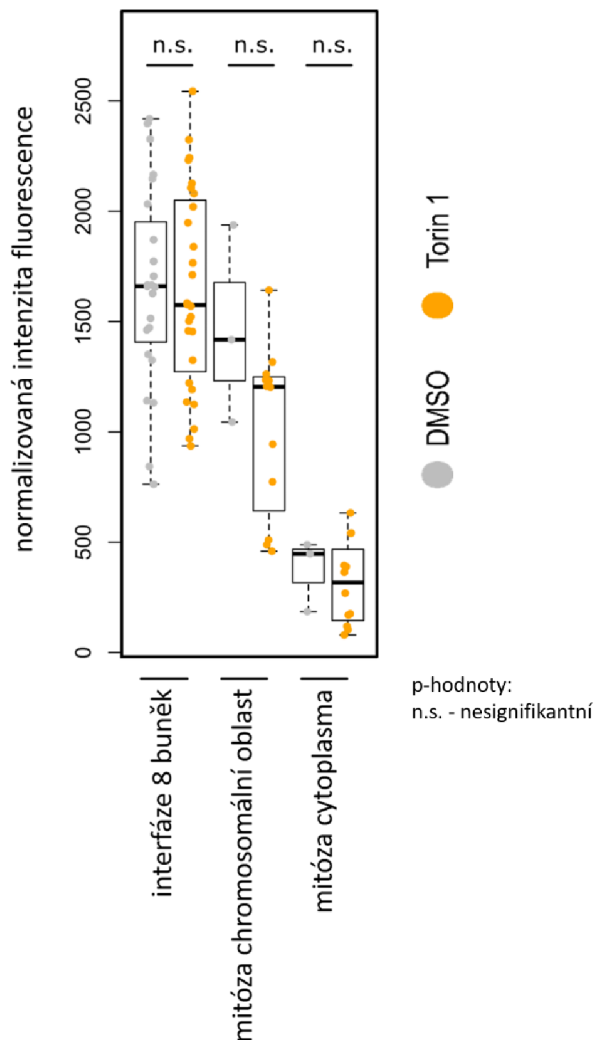 n.s.
n.s.
n.s.
normalizovaná intenzita fluorescence
2500
2000
1500
1000
500
0
Torin 1
DMSO
interfáze 8 buněk
mitóza chromosomální oblast
mitóza cytoplasma
p-hodnoty:
n.s. - nesignifikantní